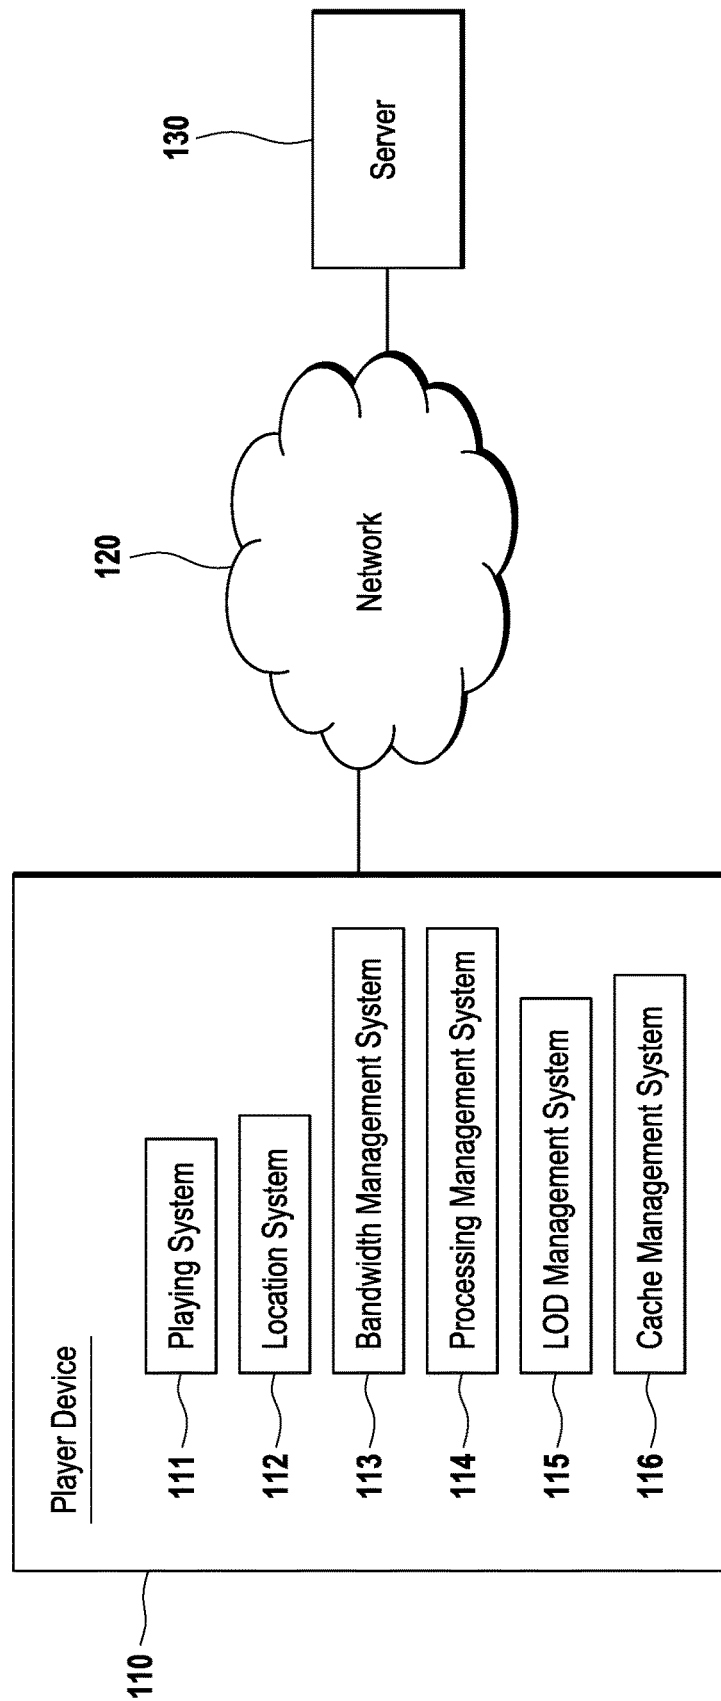 Player Device
110
111
Playing System
112
Location System
113
Bandwidth Management System
114
Processing Management System
115
LOD Management System
116
Cache Management System
120
Network
130
Server